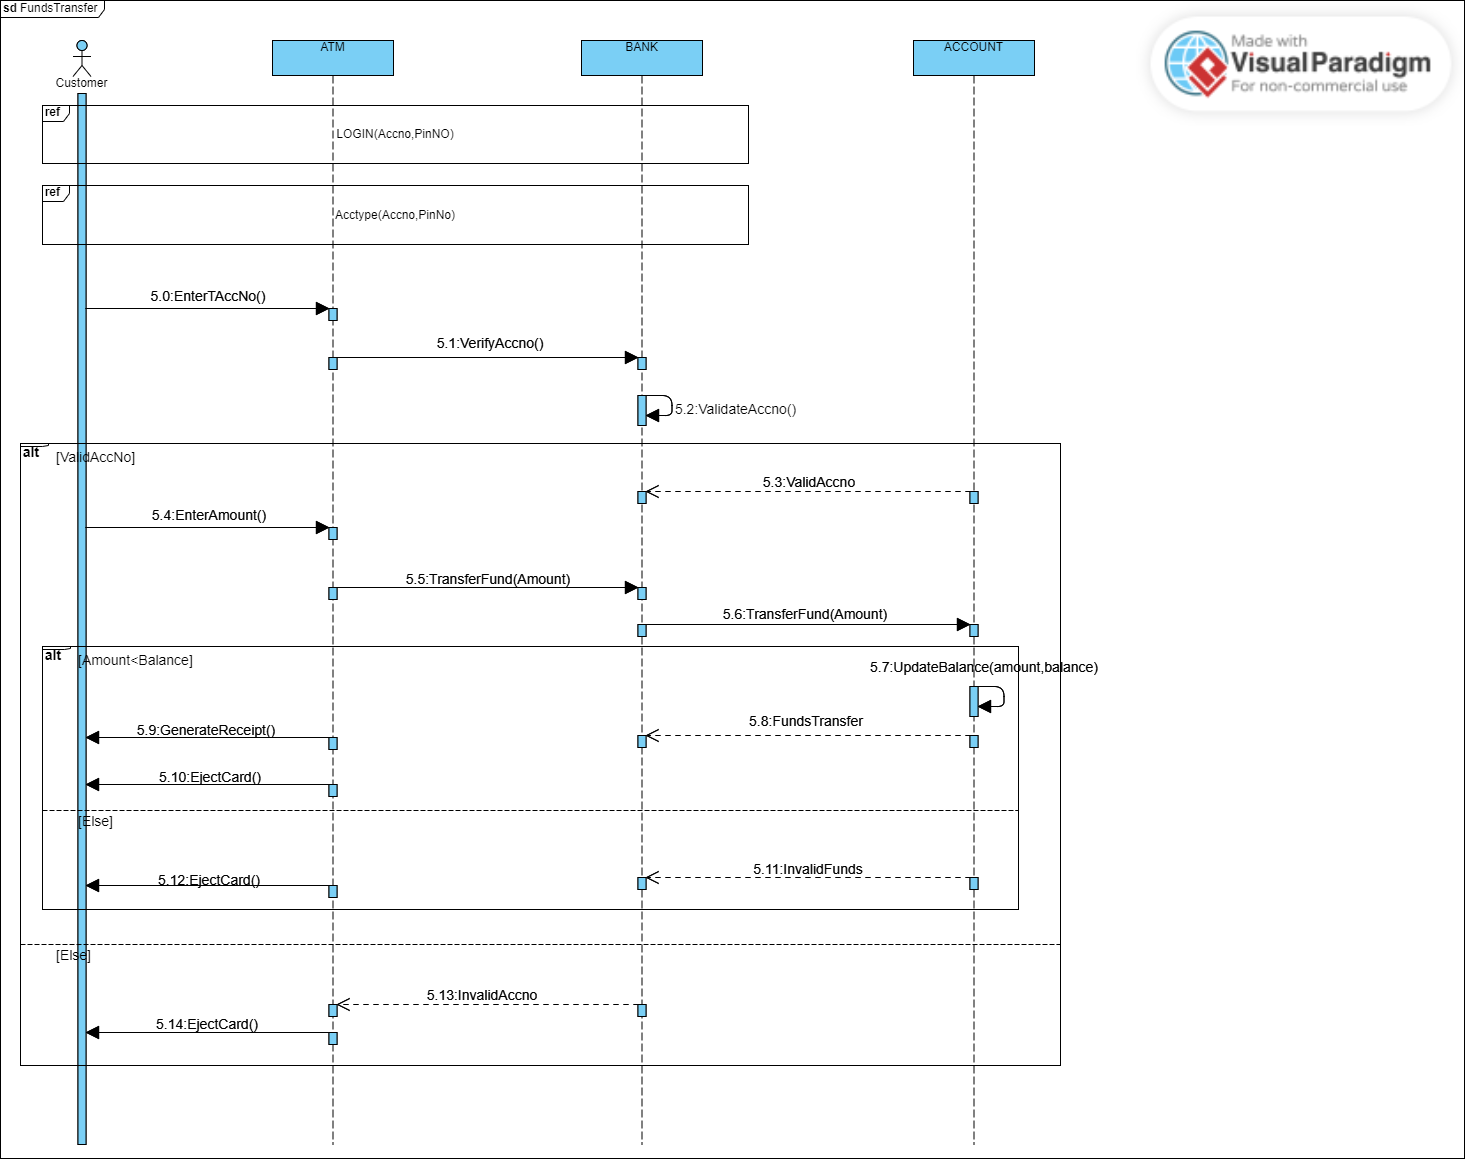 sd FundsTransfer
Made with
Visual Paradigm
For non-commercial use
Customer
ATM
BANK
ACCOUNT
ref
LOGIN(Accno,PinNO)
ref
Acctype(Accno,PinNo)
5.0:EnterTAccNo()
5.1:VerifyAccno()
5.2:ValidateAccno()
alt
[ValidAccNo]
5.3:ValidAccno
5.4:EnterAmount()
5.5:TransferFund(Amount)
5.6:TransferFund(Amount)
alt
[Amount<Balance]
5.7:UpdateBalance(amount,balance)
5.8:FundsTransfer
5.9:GenerateReceipt()
5.10:EjectCard()
[Else]
5.11:InvalidFunds
5.12:EjectCard()
[Else]
5.13:InvalidAccno
5.14:EjectCard()